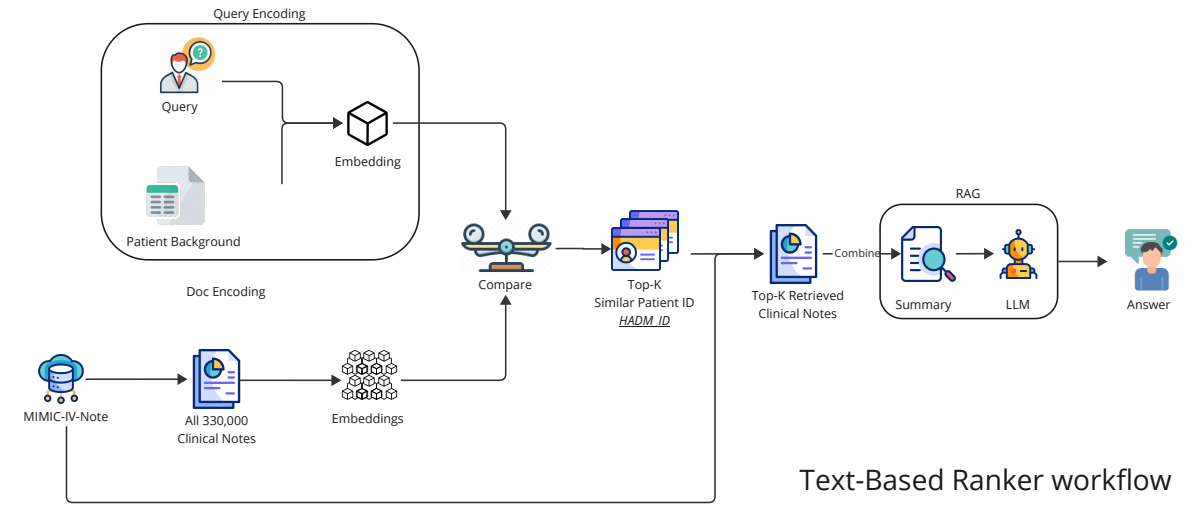 Query Encoding
Query
Embedding
Patient Background
Doc Encoding
Compare
Top-K
Similar Patient ID
HADM_ID
Top-K Retrieved
Clinical Notes
Combine
RAG
Summary
LLM
Answer
MIMIC-IV-Note
All 330,000
Clinical Notes
Embeddings
Text-Based Ranker workflow